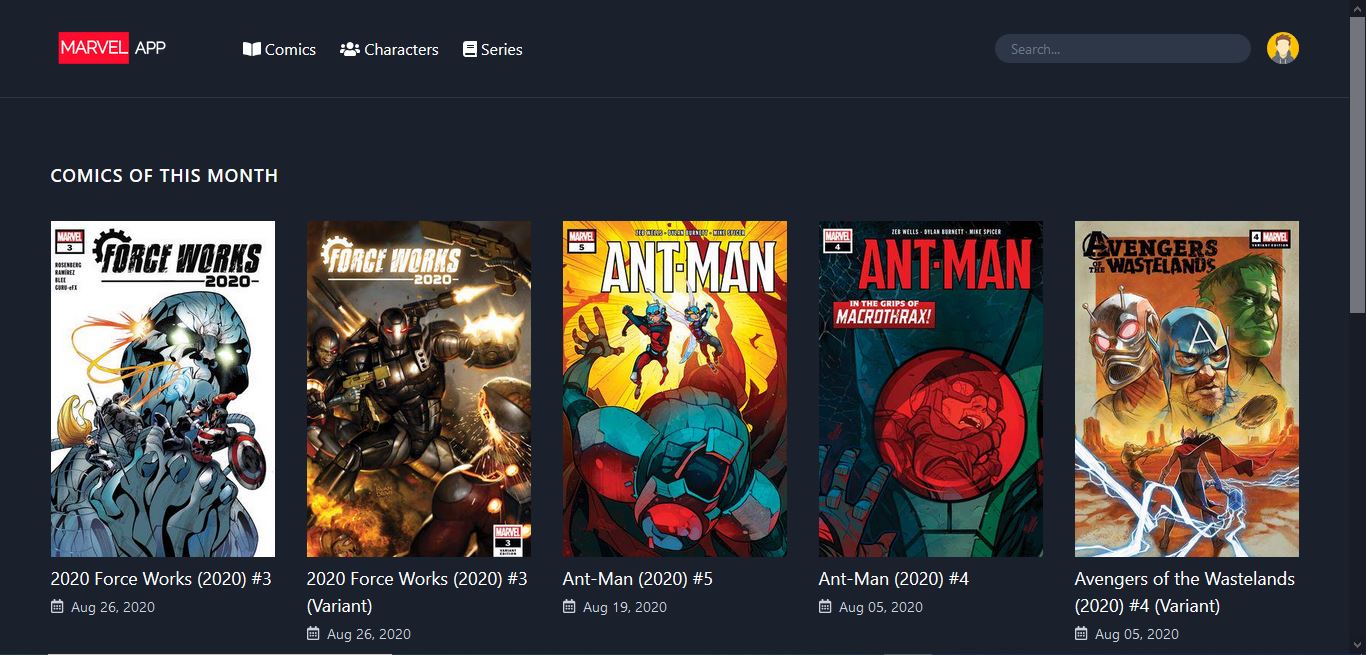 MARVEL APP
Comics
Characters
Series
Search...
COMICS OF THIS MONTH
MARVEL
3
FORCE WORKS
2020
ROSENBERG
RAMÍREZ
BLEE
GURU-eFX
2020 Force Works (2020) #3
Aug 26, 2020
FORCE WORKS
2020
MARVEL
3
VARIANT EDITION
2020 Force Works (2020) #3
(Variant)
Aug 26, 2020
MARVEL
5
ZEB WELLS · DYLAN BURNETT · MIKE SPICER
ANT-MAN
Ant-Man (2020) #5
Aug 19, 2020
MARVEL
4
ZEB WELLS · DYLAN BURNETT · MIKE SPICER
ANT-MAN
IN THE GRIPS OF
MACROTHRAX!
Ant-Man (2020) #4
Aug 05, 2020
AVENGERS
OF THE WASTELANDS
4 MARVEL
VARIANT EDITION
A
Avengers of the Wastelands
(2020) #4 (Variant)
Aug 05, 2020